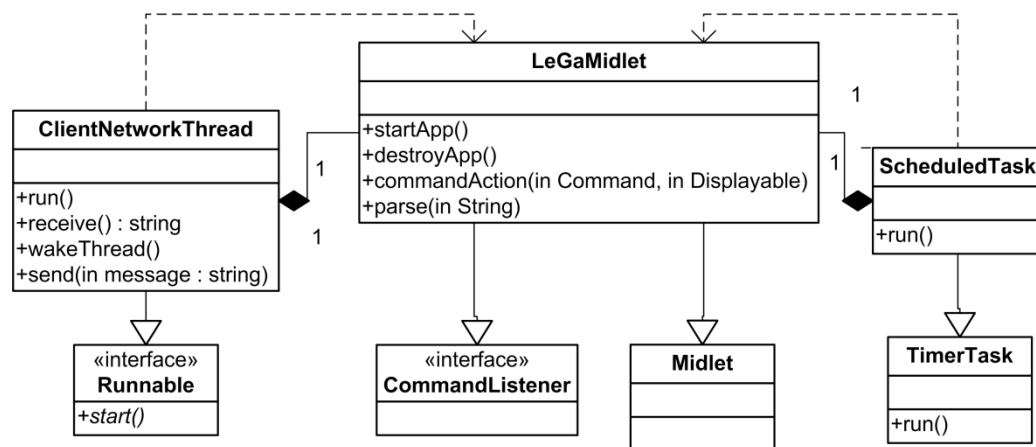 LeGaMidlet
+startApp()
+destroyApp()
+commandAction(in Command, in Displayable)
+parse(in String)
ClientNetworkThread
+run()
+receive() : string
+wakeThread()
+send(in message : string)
1
1
1
1
ScheduledTask
+run()
«interface»
Runnable
+start()
«interface»
CommandListener
Midlet
TimerTask
+run()